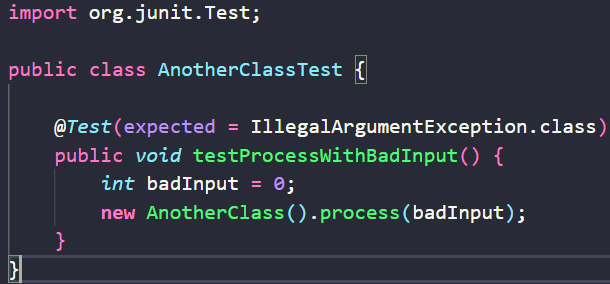 import org.junit.Test;
public class AnotherClassTest {
@Test(expected = IllegalArgumentException.class)
public void testProcessWithBadInput() {
int badInput = 0;
new AnotherClass().process(badInput);
}
}